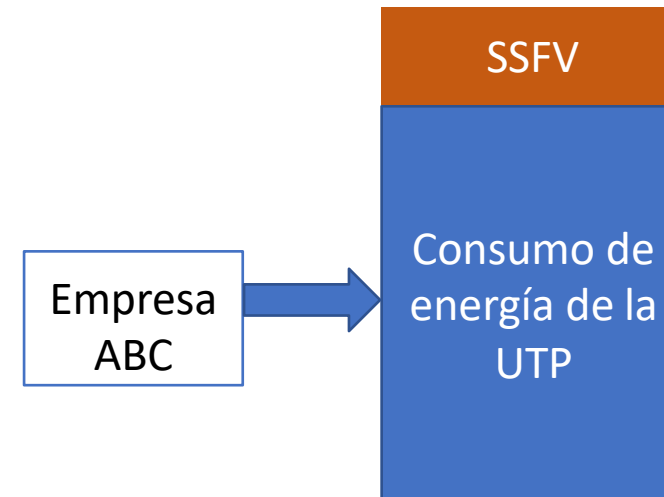 SSFV
Consumo de
energía de la
UTP
Empresa
ABC